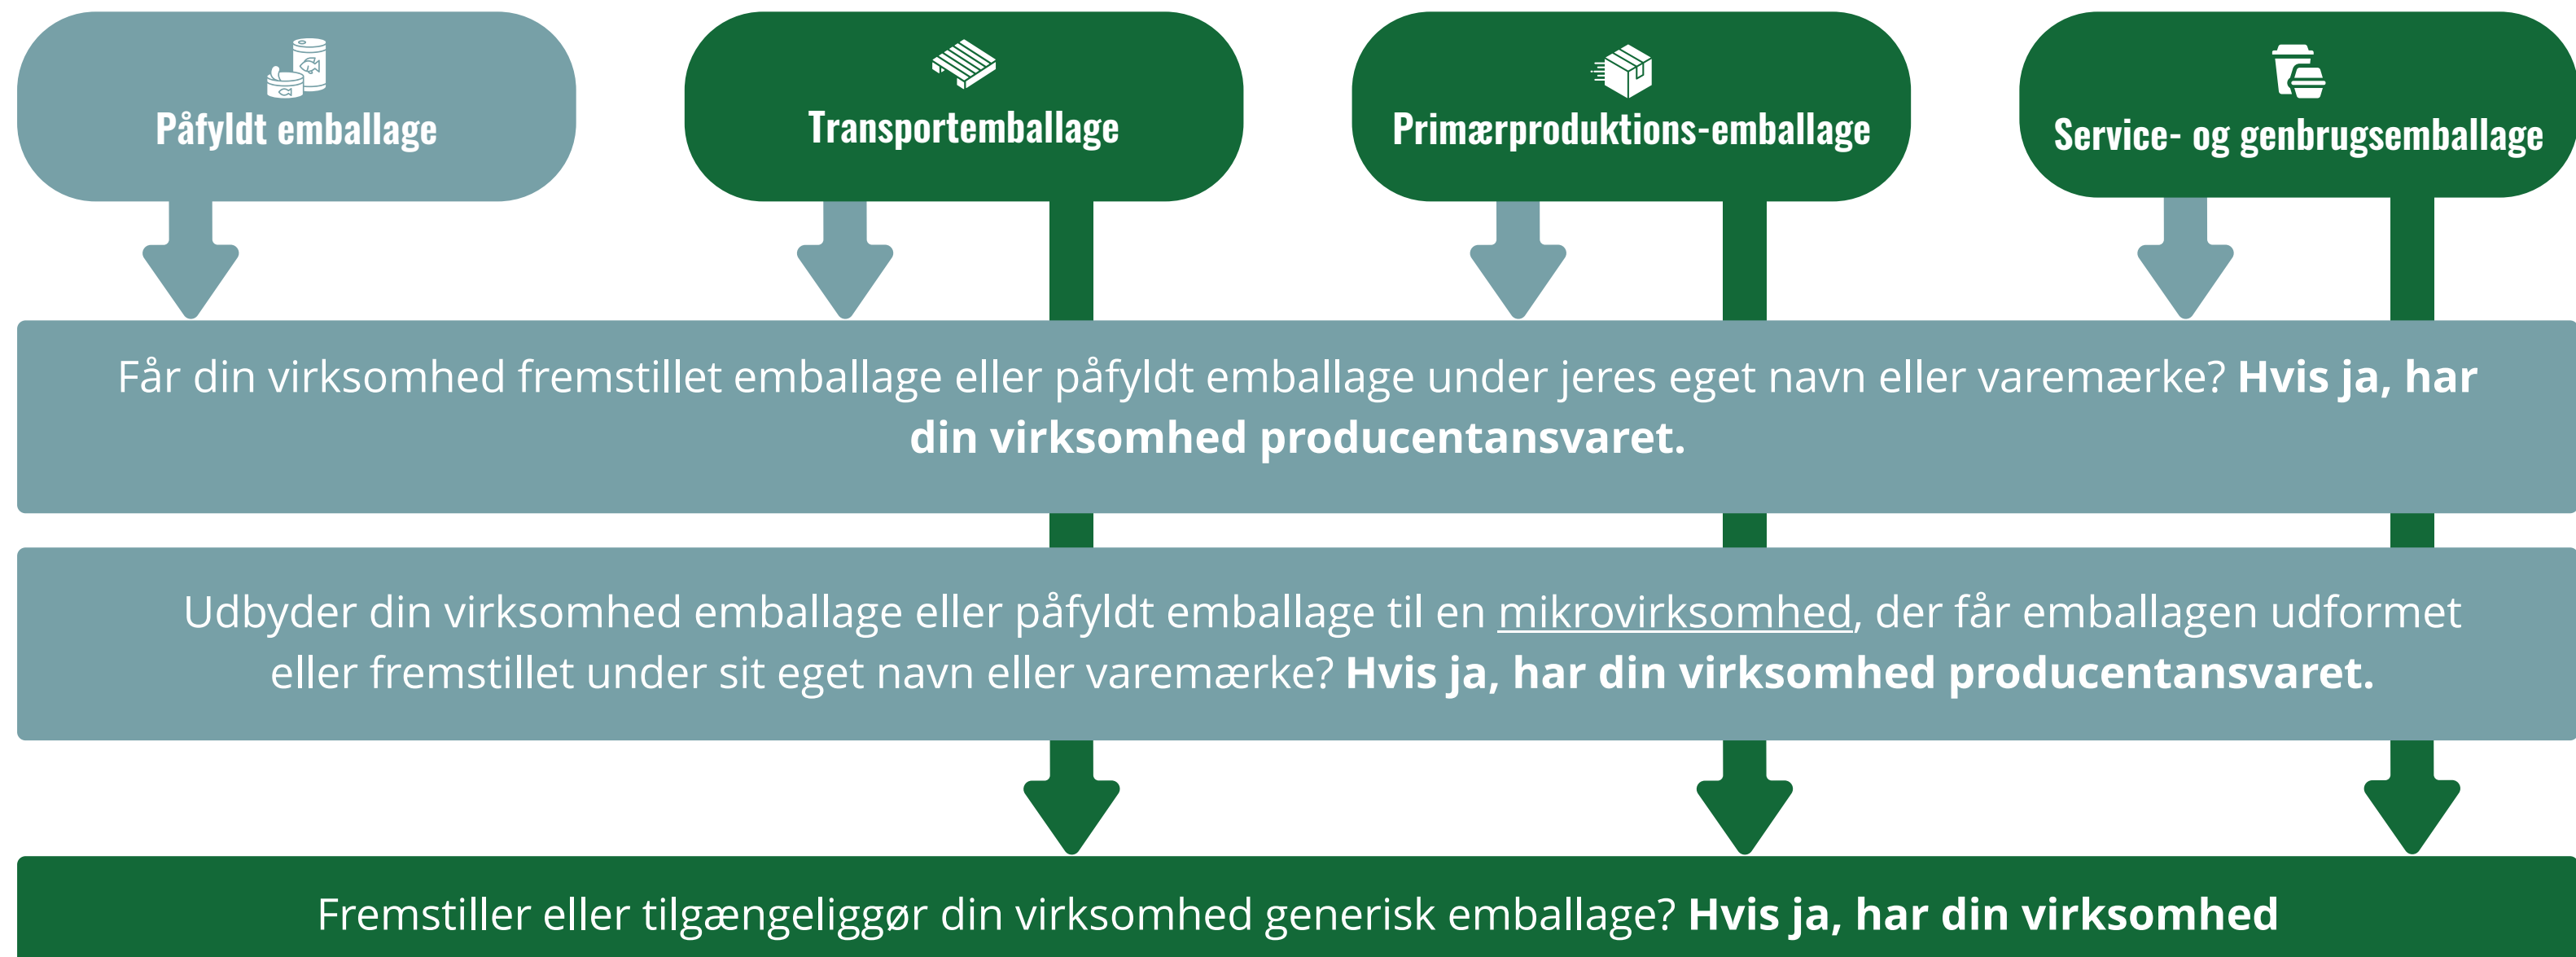 Påfyldt emballage
Transportemballage
Primærproduktions-emballage
Service- og genbrugsemballage
Får din virksomhed fremstillet emballage eller påfyldt emballage under jeres eget navn eller varemærke? Hvis ja, har
din virksomhed producentansvaret.
Udbyder din virksomhed emballage eller påfyldt emballage til en mikrovirksomhed, der får emballagen udformet
eller fremstillet under sit eget navn eller varemærke? Hvis ja, har din virksomhed producentansvaret.
Fremstiller eller tilgængeliggør din virksomhed generisk emballage? Hvis ja, har din virksomhed